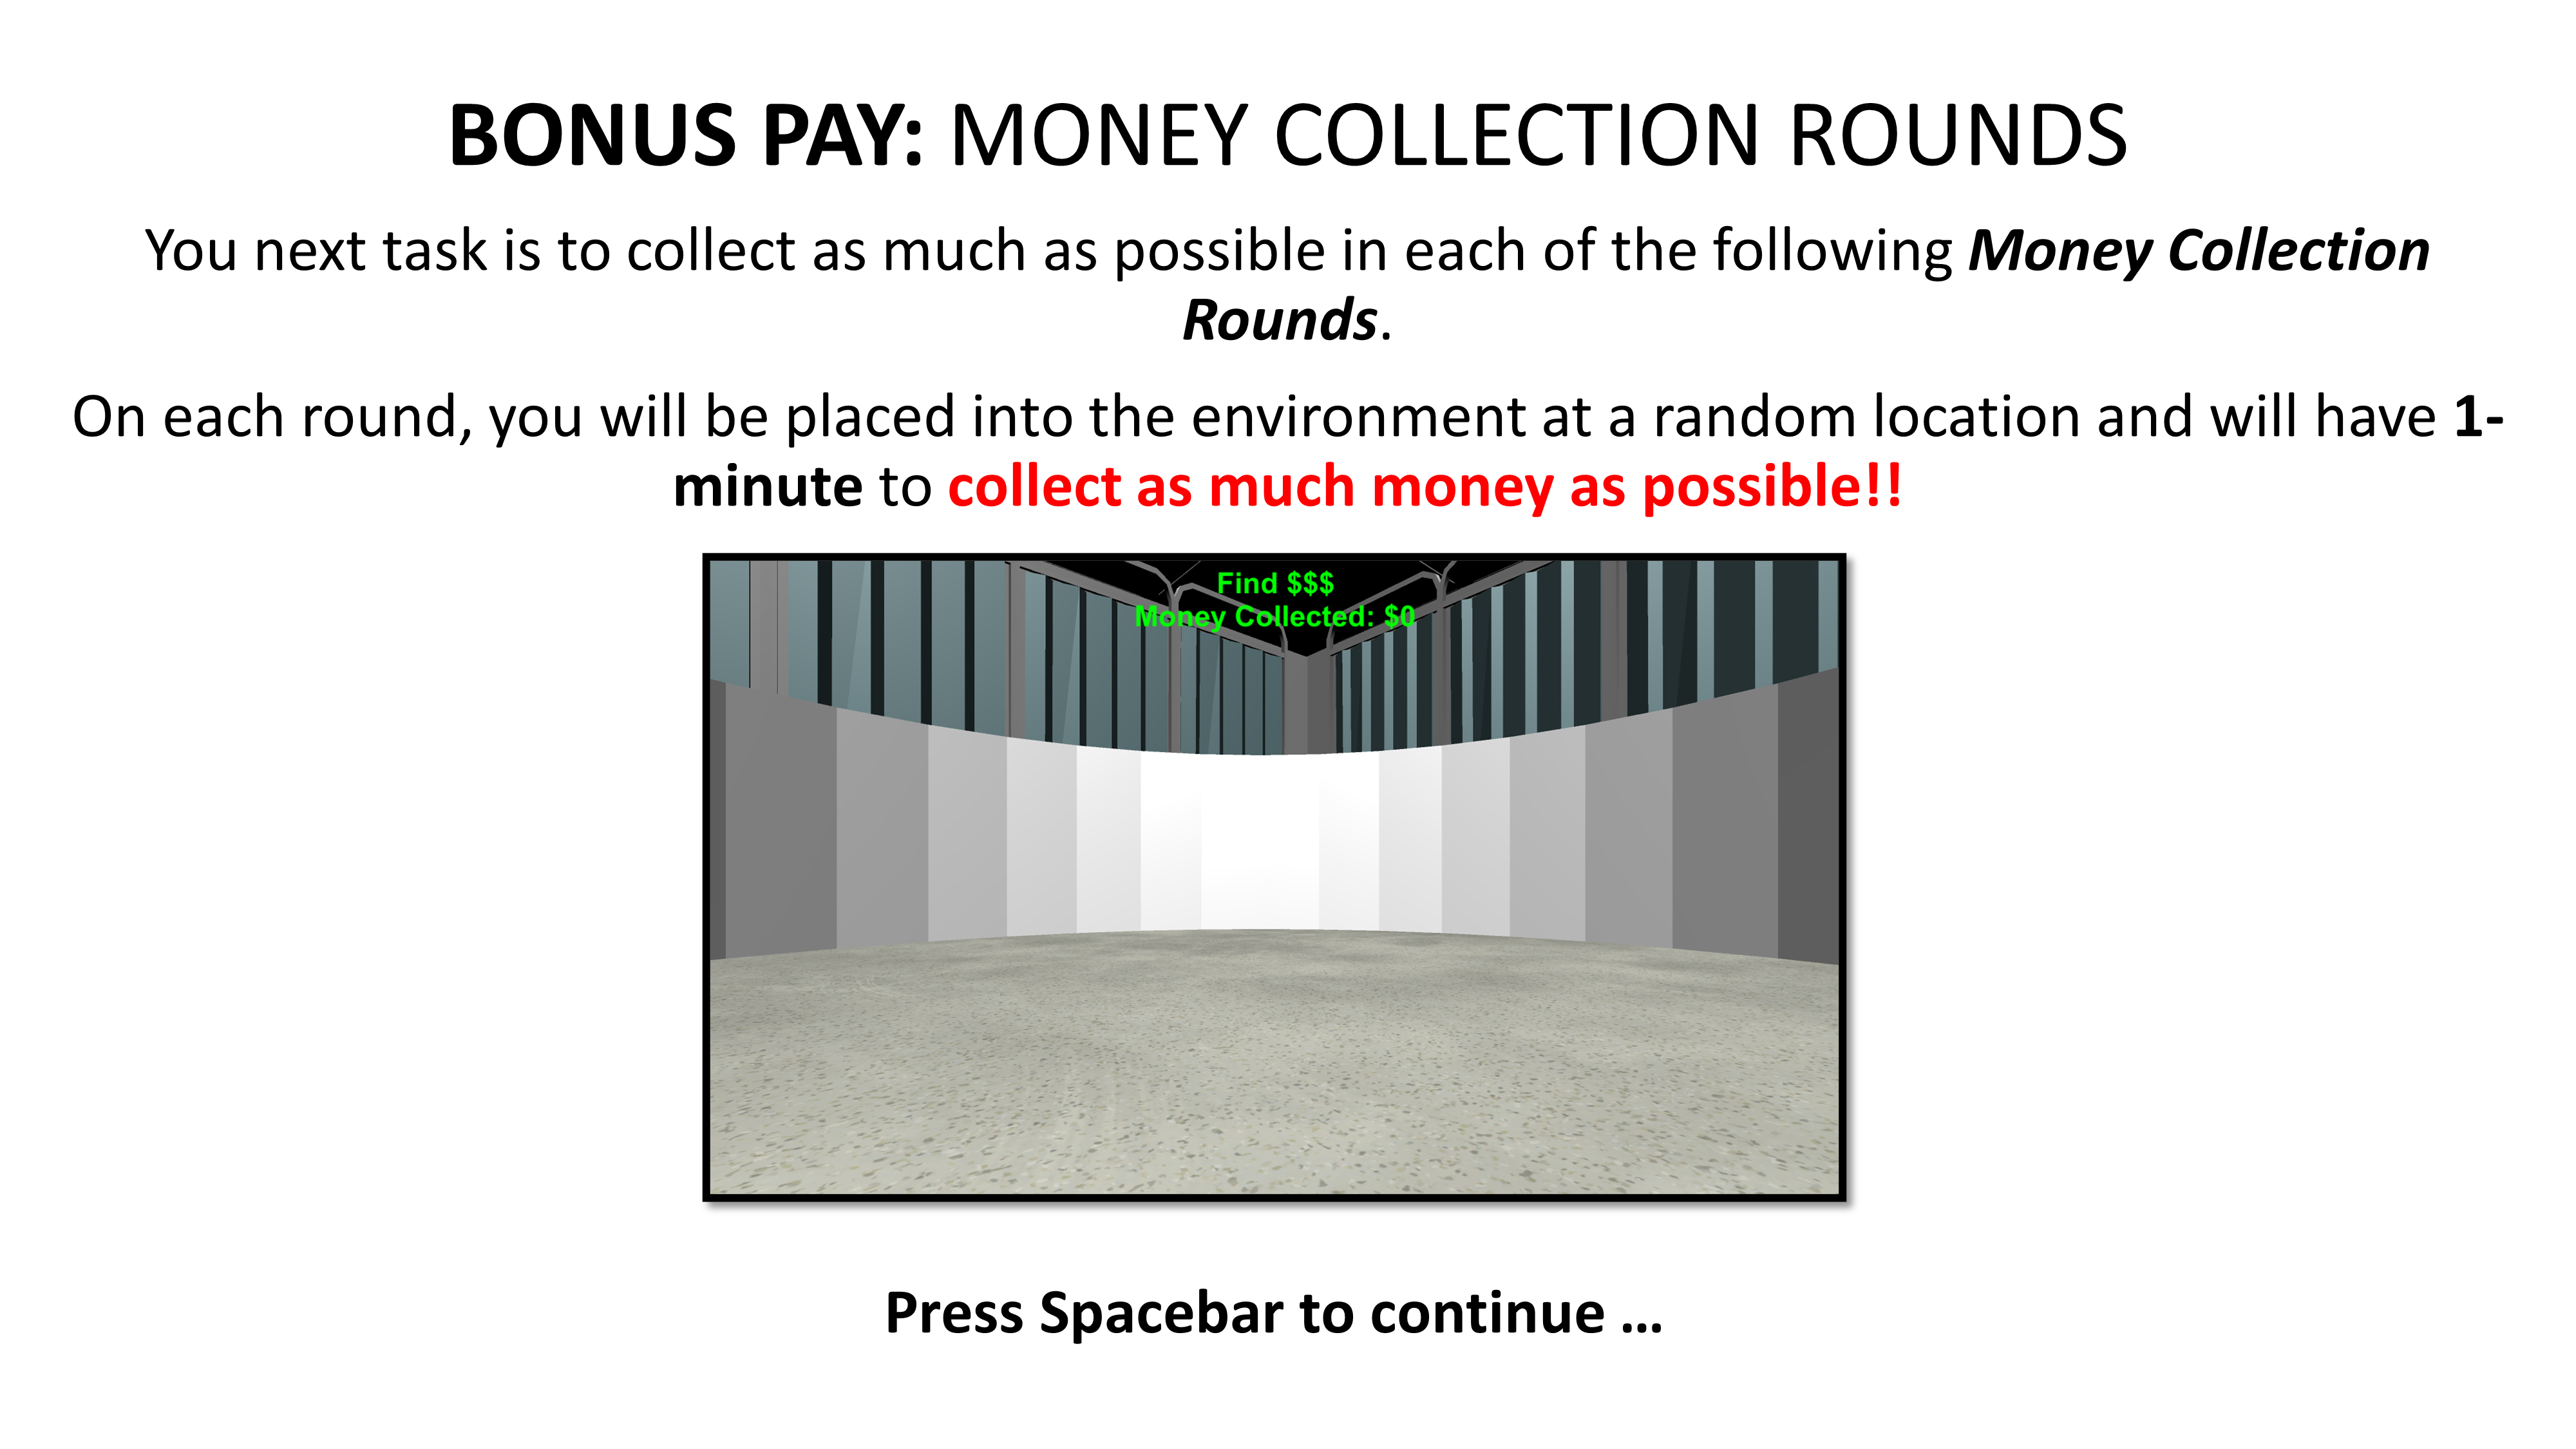 BONUS PAY: MONEY COLLECTION ROUNDS
You next task is to collect as much as possible in each of the following Money Collection
Rounds.
On each round, you will be placed into the environment at a random location and will have 1-
minute to collect as much money as possible!!
Find $$$
Money Collected: $0
Press Spacebar to continue ...